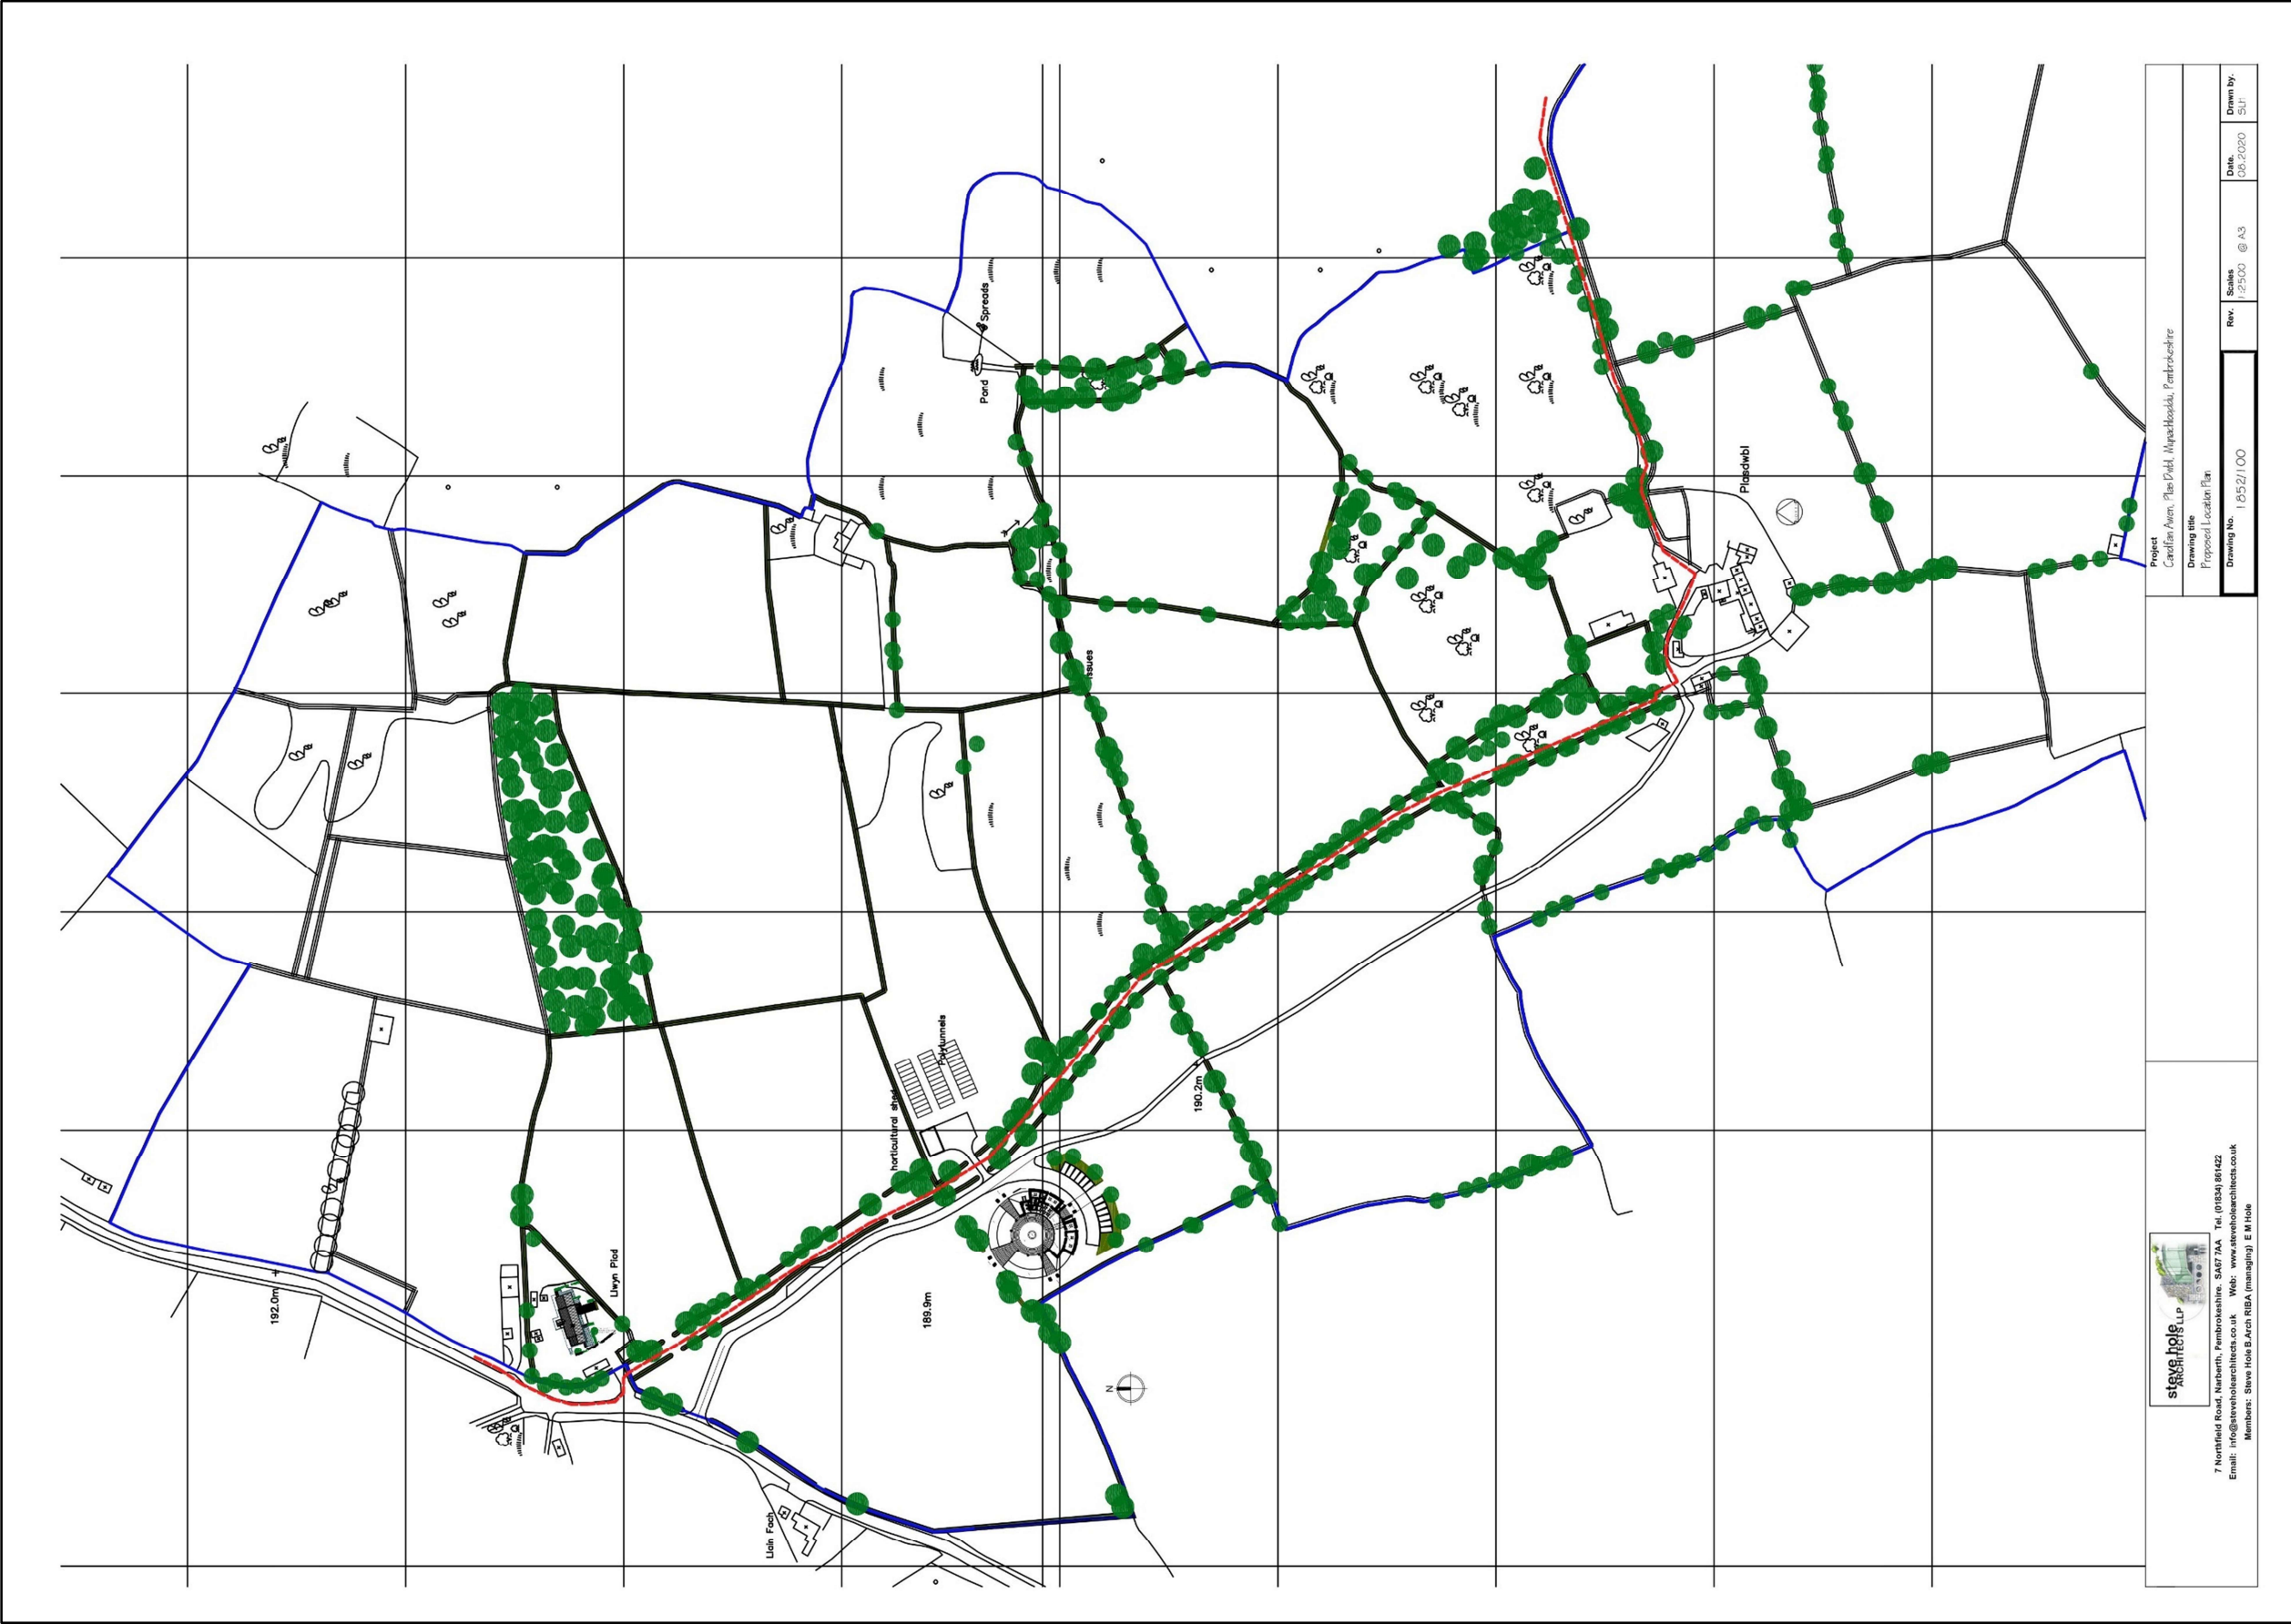 Spreads
Pond
Plasdwbl
Issues
Polytunnels
horticultural shed
190.2m
189.9m
192.0m
Llwyn Piod
Llain Fach
N
Project
Canolfan Awen, Plas Dwbl, Mynachlogddu, Pembrokeshire
Drawing title
Proposed Location Plan
Drawing No.
1852/100
Rev.
Scales
1:2500 @ A3
Date.
08.2020
Drawn by.
SLH
steve hole
ARCHITECTS LLP
7 Northfield Road, Narberth, Pembrokeshire. SA67 7AA Tel. (01834) 861422
Email: info@steveholearchitects.co.uk Web: www.steveholearchitects.co.uk
Members: Steve Hole B.Arch RIBA (managing) E M Hole